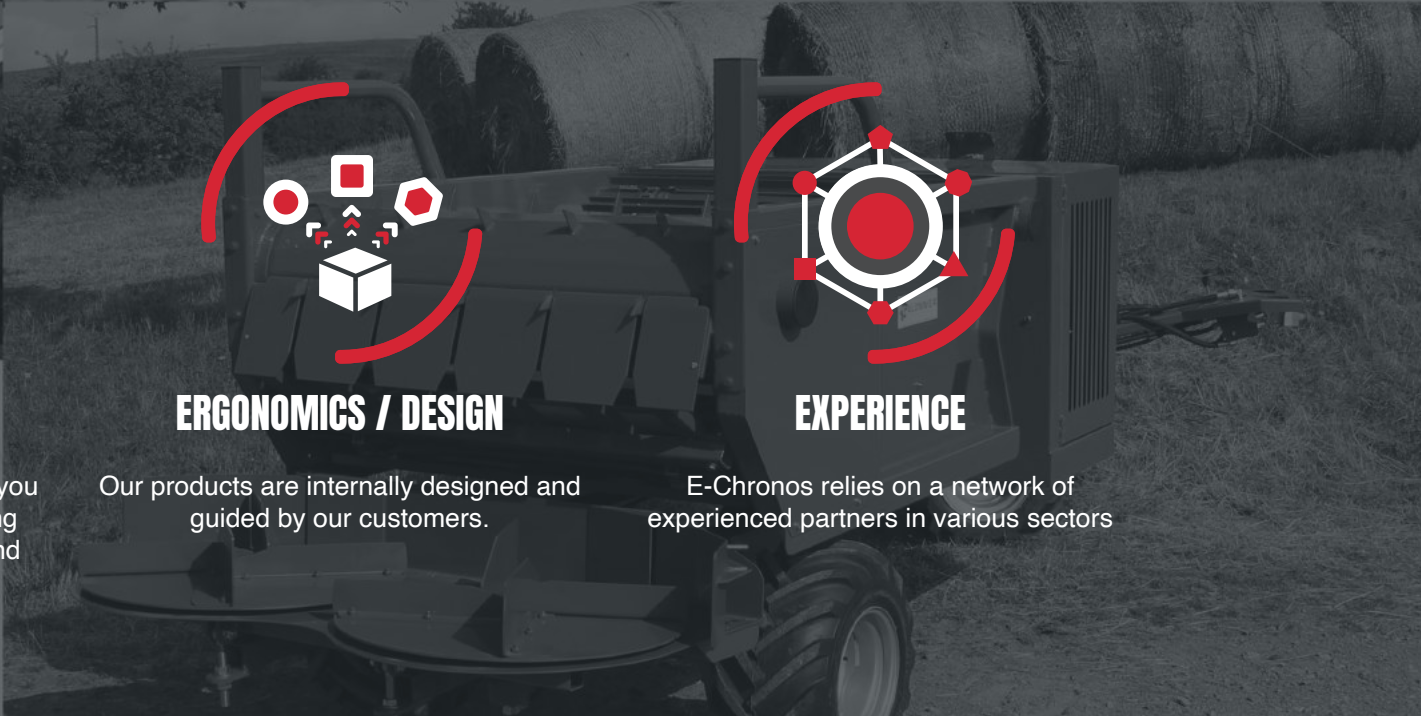 ERGONOMICS / DESIGN
Our products are internally designed and
guided by our customers.
EXPERIENCE
E-Chronos relies on a network of
experienced partners in various sectors
you